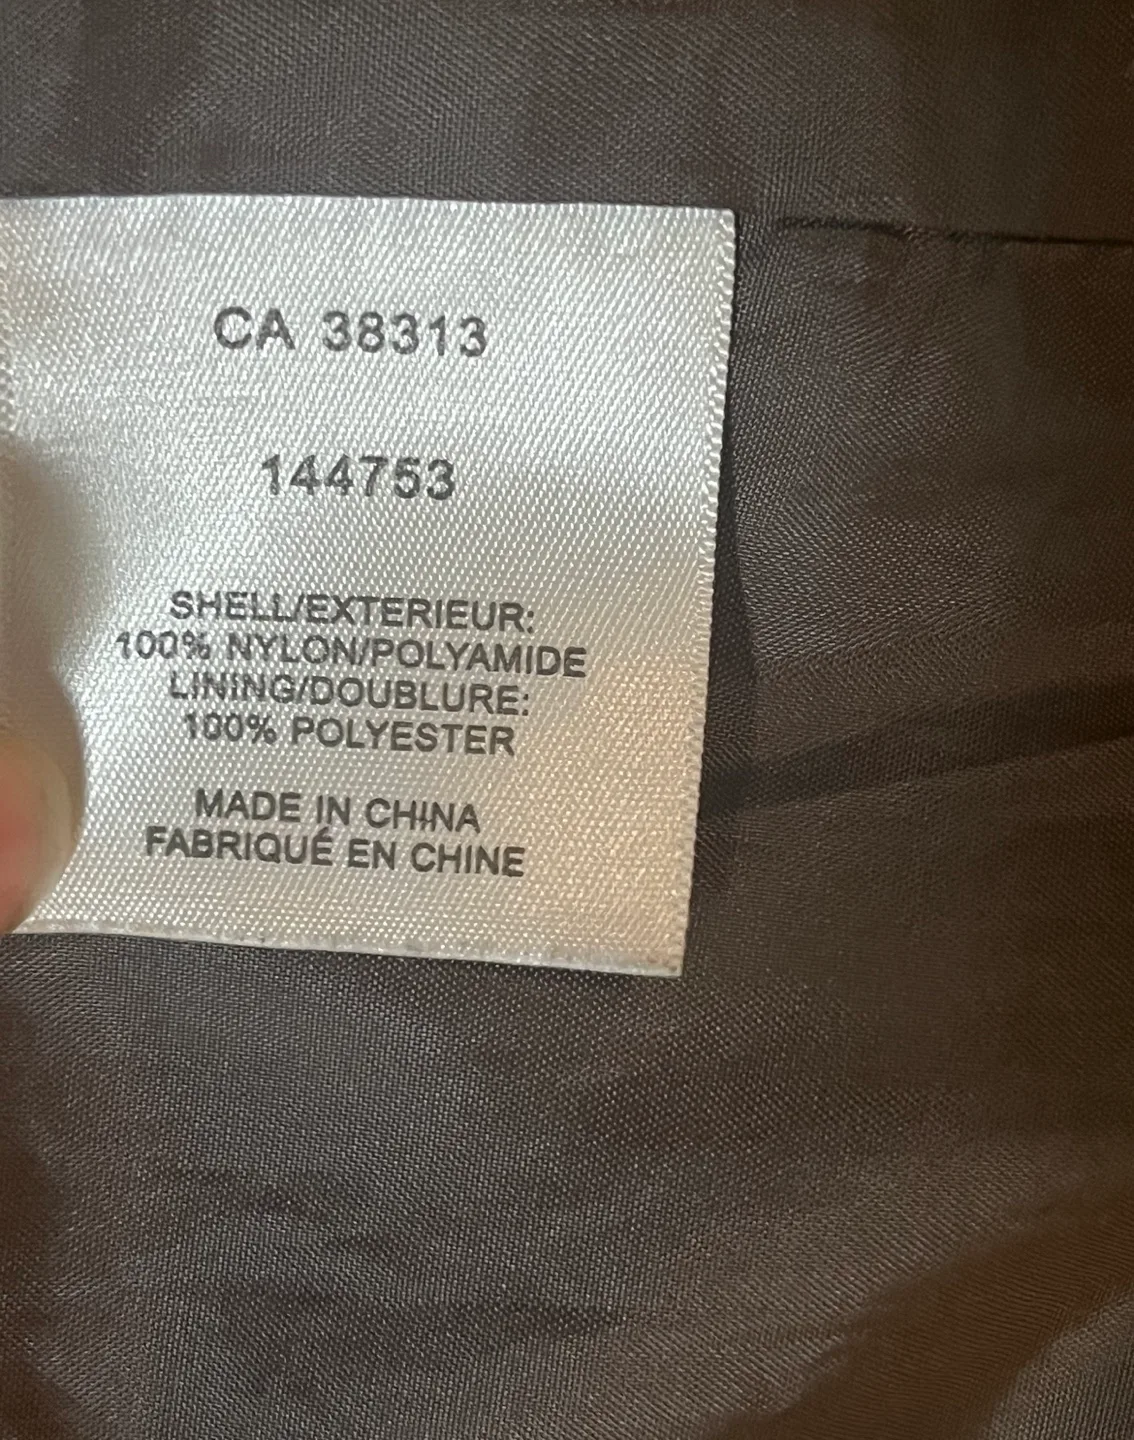 CA 38313
144753
SHELL/EXTERIEUR:
100% NYLON/POLYAMIDE
LINING/DOUBLURE:
100% POLYESTER
MADE IN CHINA
FABRIQUÉ EN CHINE